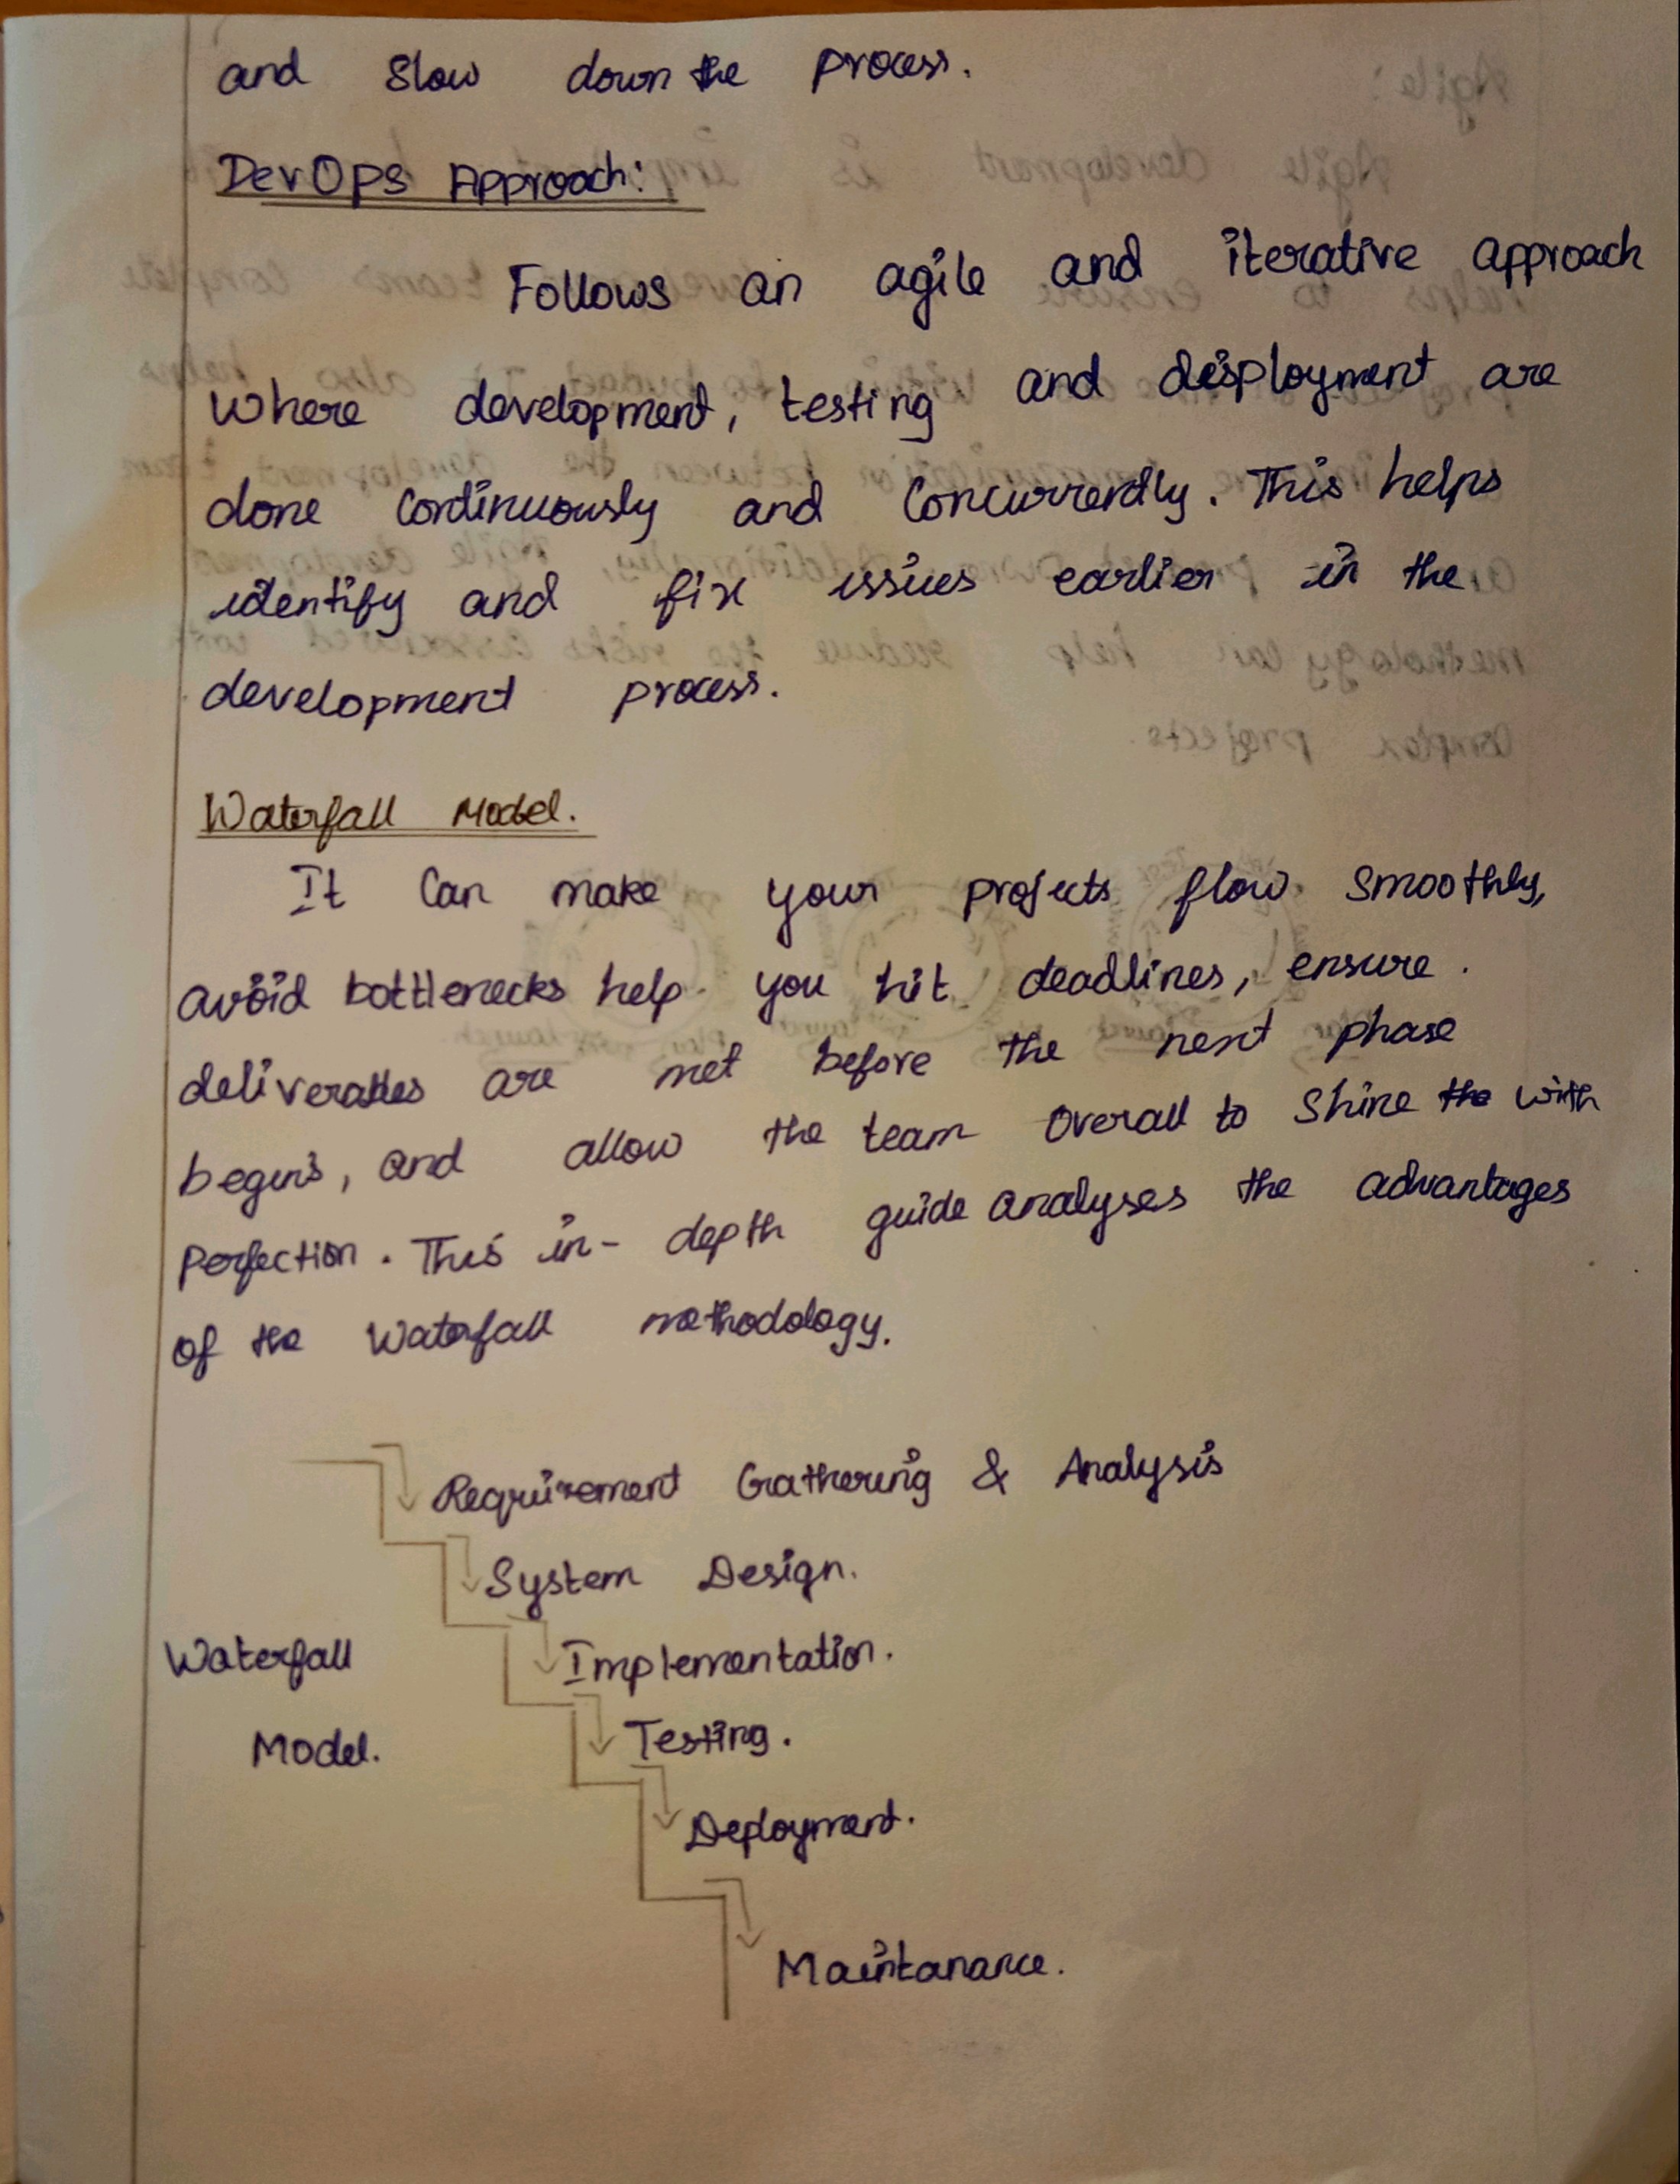 and slow down the process.
DevOps Approach:
Follows an agile and iterative approach
where development, testing and desployment are
done continuously and concurrently. This helps
identify and fix issues earlier in the
development process.
Waterfall Model.
It can make your projects flow smoothly,
avoid bottlenecks help you hit deadlines, ensure.
deliverables are met before the next phase
begins, and allow the team overall to shine the with
perfection. This in-depth guide analyses the advantages
of the Waterfall methodology.
Requirement Gathering & Analysis
System Design.
Waterfall Implementation.
Testing.
Model.
Deployment.
Maintanance.